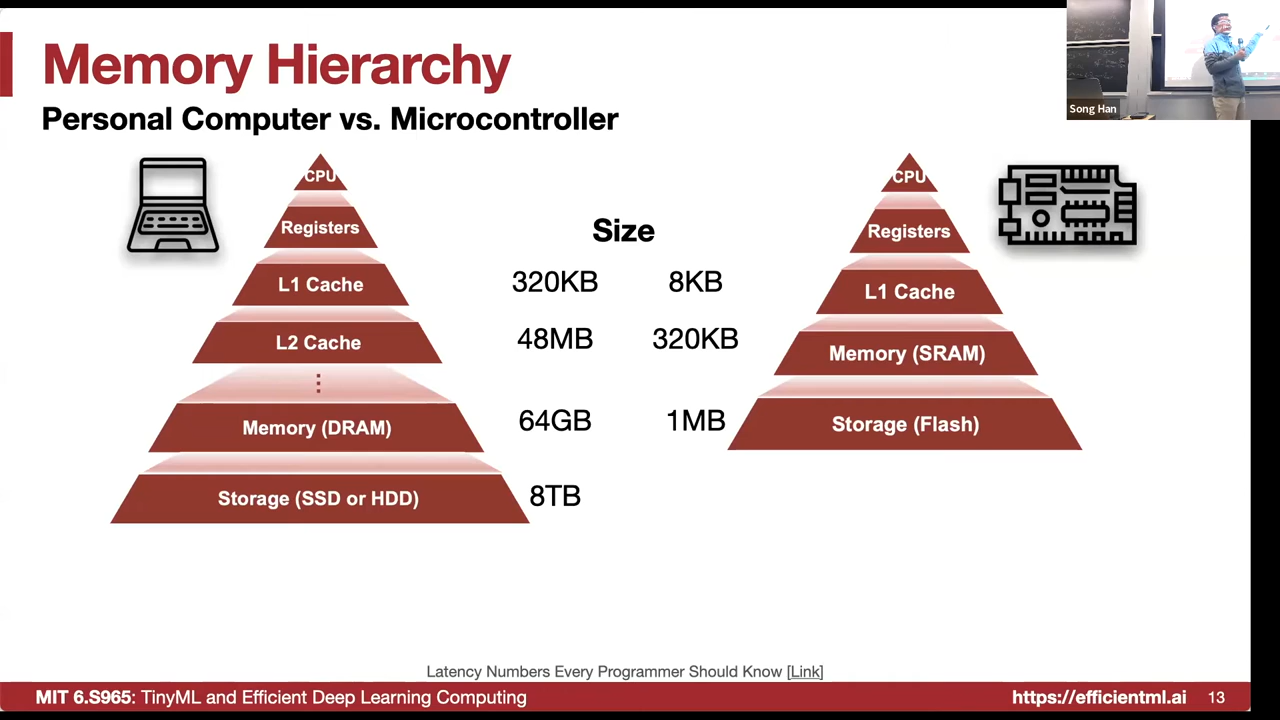 Memory Hierarchy
Personal Computer vs. Microcontroller
Song Han
CPU
Registers
L1 Cache
L2 Cache
⋮
Memory (DRAM)
Storage (SSD or HDD)
Size
320KB 8KB
48MB 320KB
64GB 1MB
8TB
CPU
Registers
L1 Cache
Memory (SRAM)
Storage (Flash)
Latency Numbers Every Programmer Should Know [Link]
MIT 6.S965: TinyML and Efficient Deep Learning Computing
https://efficientml.ai 13